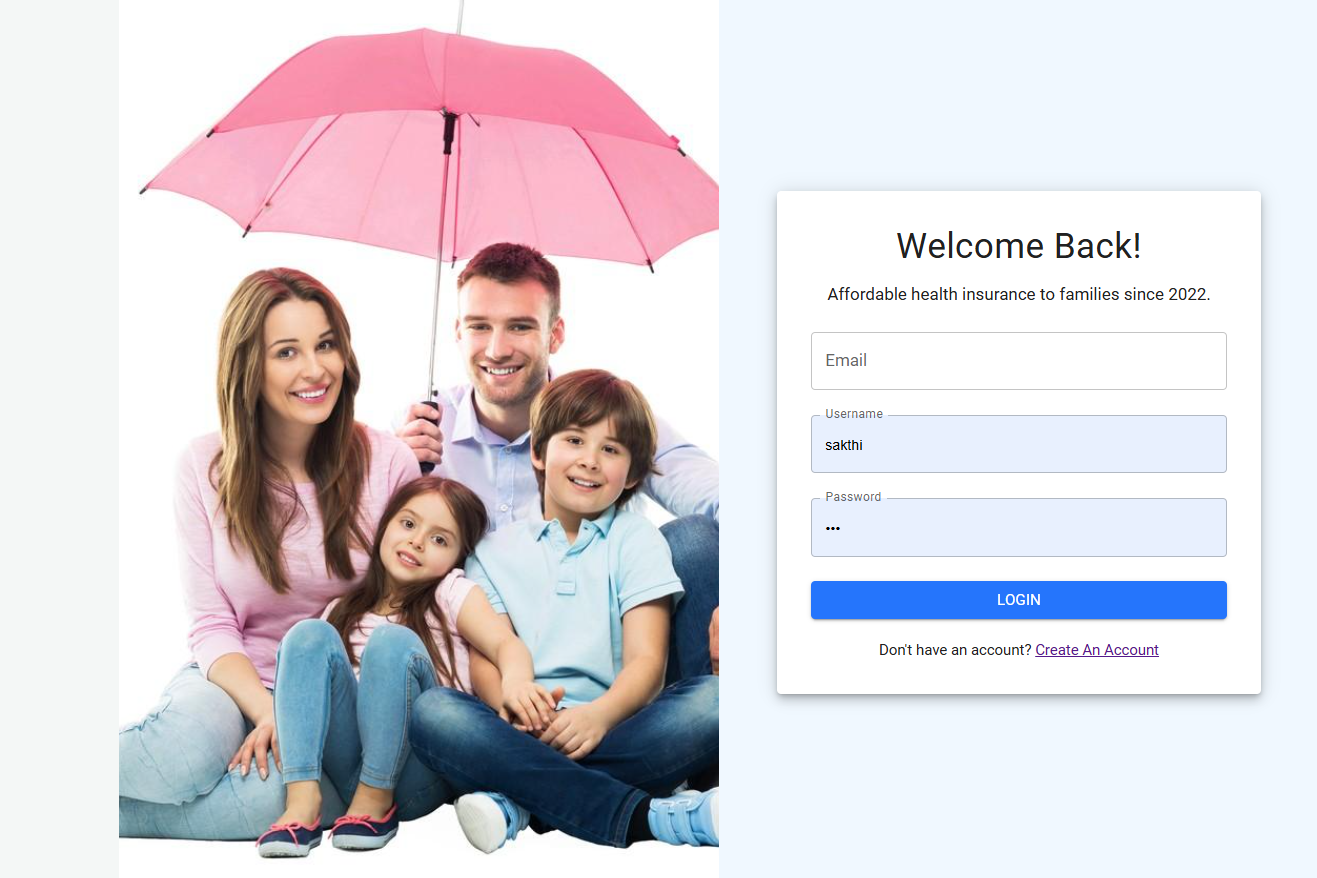 Welcome Back!
Affordable health insurance to families since 2022.
Email
Username
sakthi
Password
•••
LOGIN
Don't have an account? Create An Account